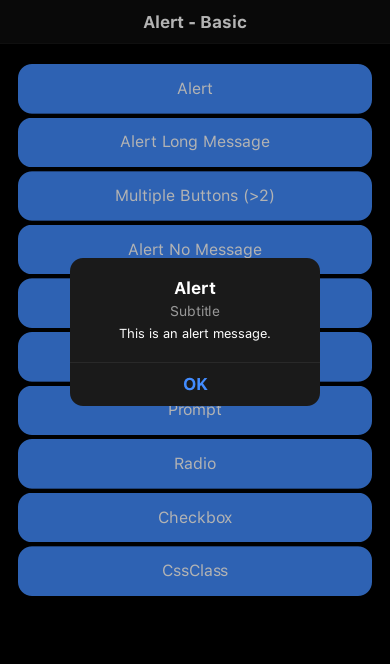 Alert - Basic
Alert
Alert Long Message
Multiple Buttons (>2)
Alert No Message
Alert
Subtitle
This is an alert message.
OK
Prompt
Radio
Checkbox
CssClass